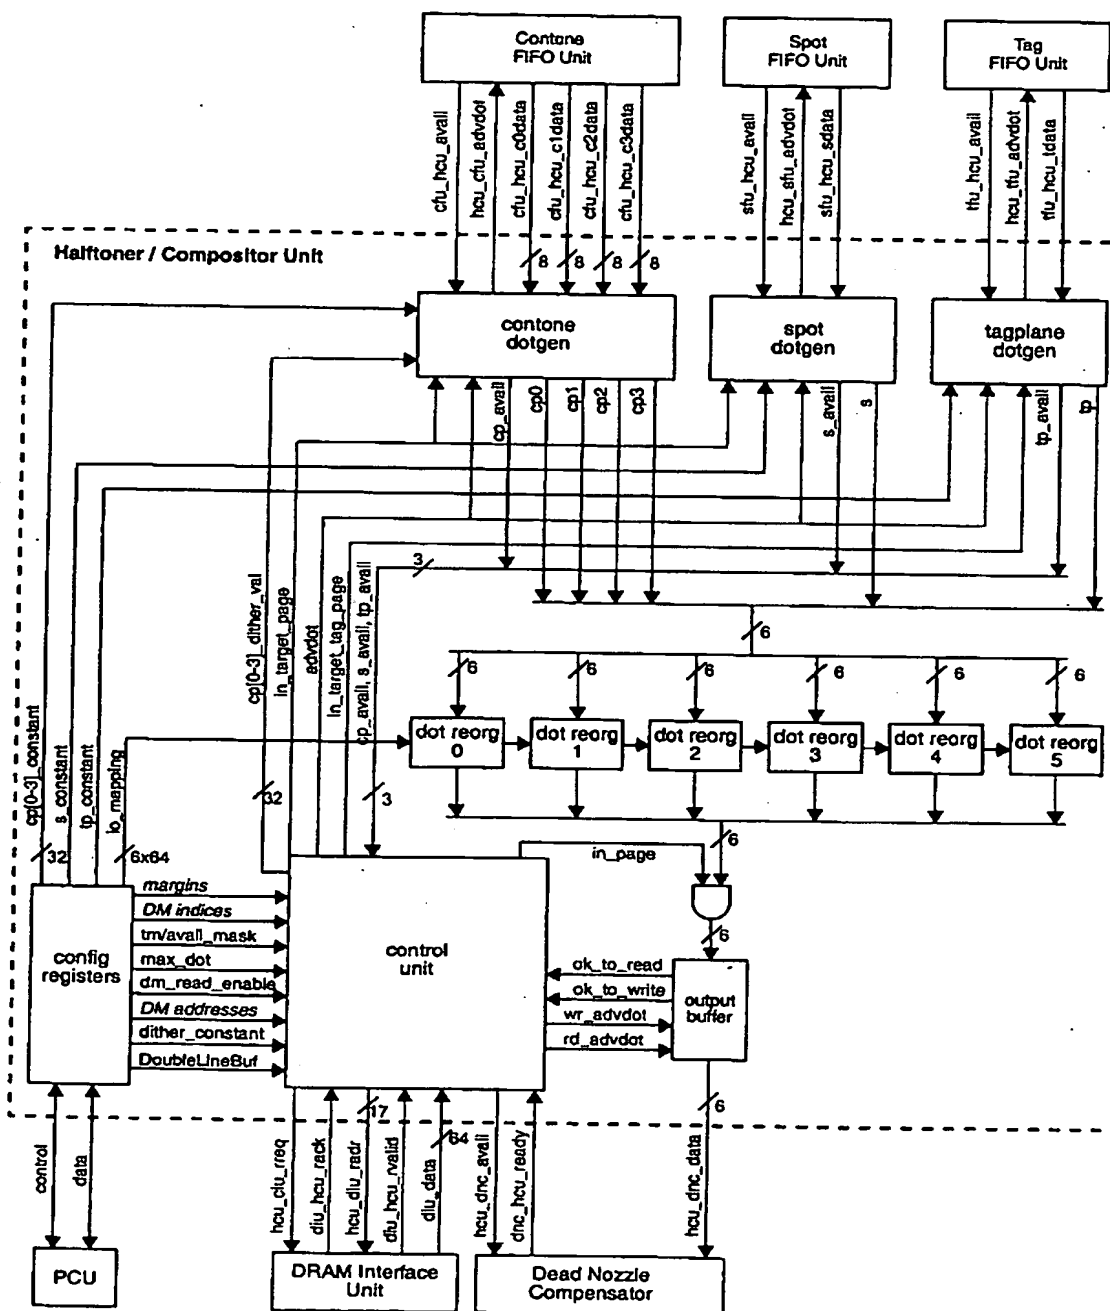 Contone
FIFO Unit
Spot
FIFO Unit
Tag
FIFO Unit
cfu_hcu_avail
hcu_cfu_advdot
cfu_hcu_c0data
cfu_hcu_c1data
cfu_hcu_c2data
cfu_hcu_c3data
sfu_hcu_avail
hcu_sfu_advdot
sfu_hcu_sdata
tfu_hcu_avail
hcu_tfu_advdot
tfu_hcu_tdata
Halftoner / Compositor Unit
8
8
8
8
contone
dotgen
spot
dotgen
tagplane
dotgen
cp_avail
cp0
cp1
cp2
cp3
s_avail
s
tp_avail
tp
3
6
cp[0-3]_dither_val
in_target_page
advdot
in_target_tag_page
cp_avail, s_avail, tp_avail
6
6
6
6
6
6
dot reorg
0
dot reorg
1
dot reorg
2
dot reorg
3
dot reorg
4
dot reorg
5
cp[0-3]_constant
s_constant
tp_constant
io_mapping
32
3
32
6x64
in_page
6
6
config
registers
margins
DM indices
tm/avail_mask
max_dot
dm_read_enable
DM addresses
dither_constant
DoubleLineBuf
control
unit
ok_to_read
ok_to_write
wr_advdot
rd_advdot
output
buffer
17
64
6
control
data
hcu_diu_rreq
diu_hcu_rack
hcu_diu_radr
diu_hcu_rvalid
diu_data
hcu_dnc_avail
dnc_hcu_ready
hcu_dnc_data
PCU
DRAM Interface
Unit
Dead Nozzle
Compensator